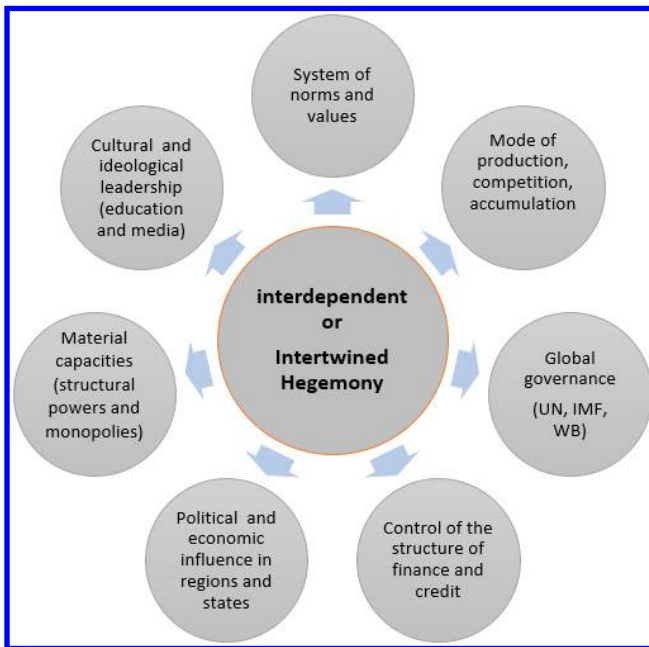 System of
norms and
values
Mode of
production,
competition,
accumulation
Global
governance
(UN, IMF,
WB)
Control of the
structure of
finance and
credit
Political and
economic
influence in
regions and
states
Material
capacities
(structural
powers and
monopolies)
Cultural and
ideological
leadership
(education
and media)
interdependent
or
Intertwined
Hegemony